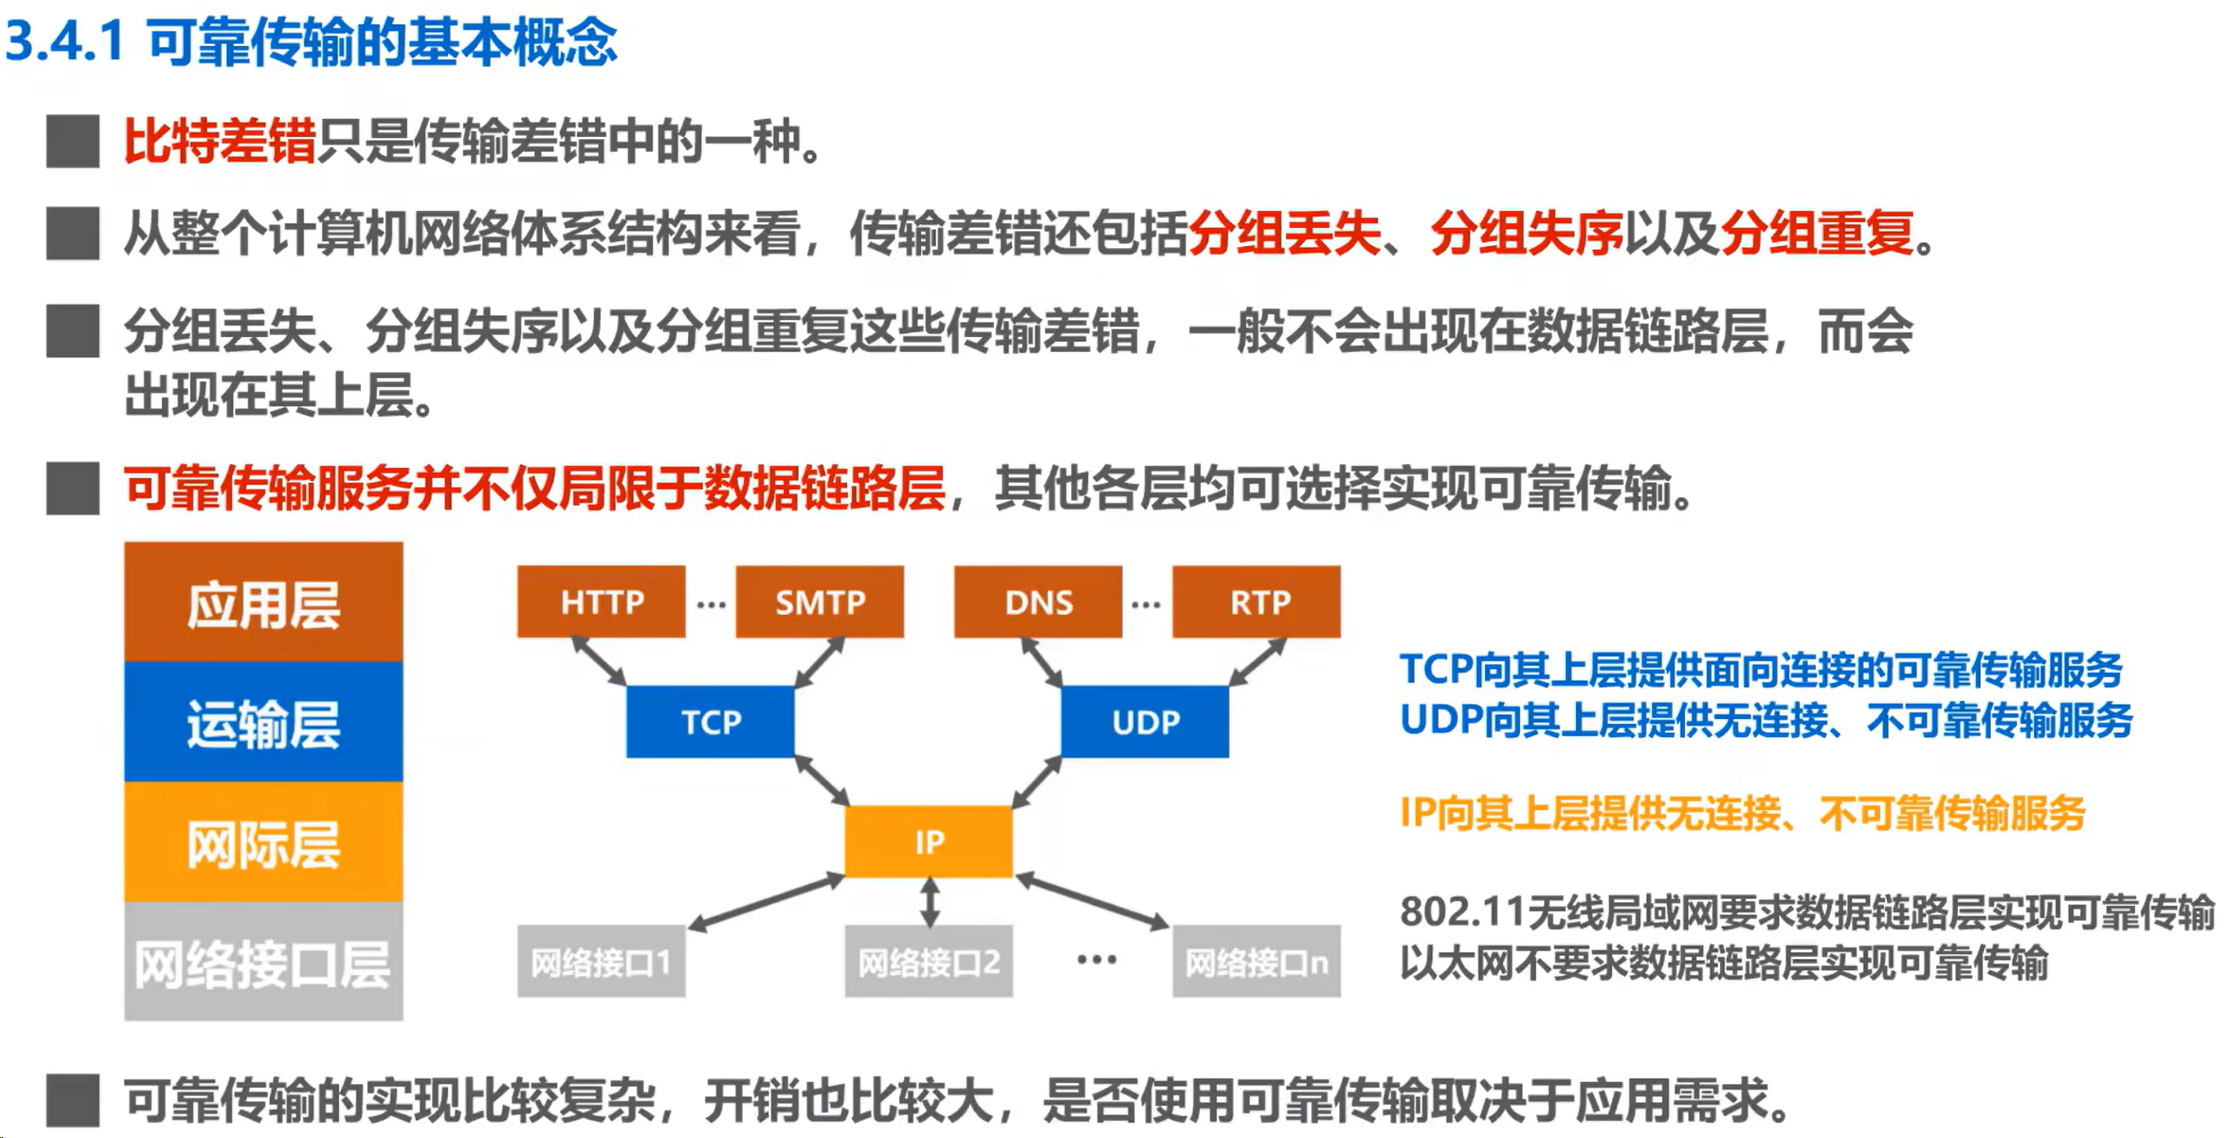 3.4.1 可靠传输的基本概念
比特差错只是传输差错中的一种。
从整个计算机网络体系结构来看，传输差错还包括分组丢失、分组失序以及分组重复。
分组丢失、分组失序以及分组重复这些传输差错，一般不会出现在数据链路层，而会
出现在其上层。
可靠传输服务并不仅局限于数据链路层，其他各层均可选择实现可靠传输。
应用层
HTTP ... SMTP DNS ... RTP
运输层
TCP UDP
TCP向其上层提供面向连接的可靠传输服务
UDP向其上层提供无连接、不可靠传输服务
网际层
IP
IP向其上层提供无连接、不可靠传输服务
网络接口层
网络接口1 网络接口2 ... 网络接口n
802.11无线局域网要求数据链路层实现可靠传输
以太网不要求数据链路层实现可靠传输
可靠传输的实现比较复杂，开销也比较大，是否使用可靠传输取决于应用需求。